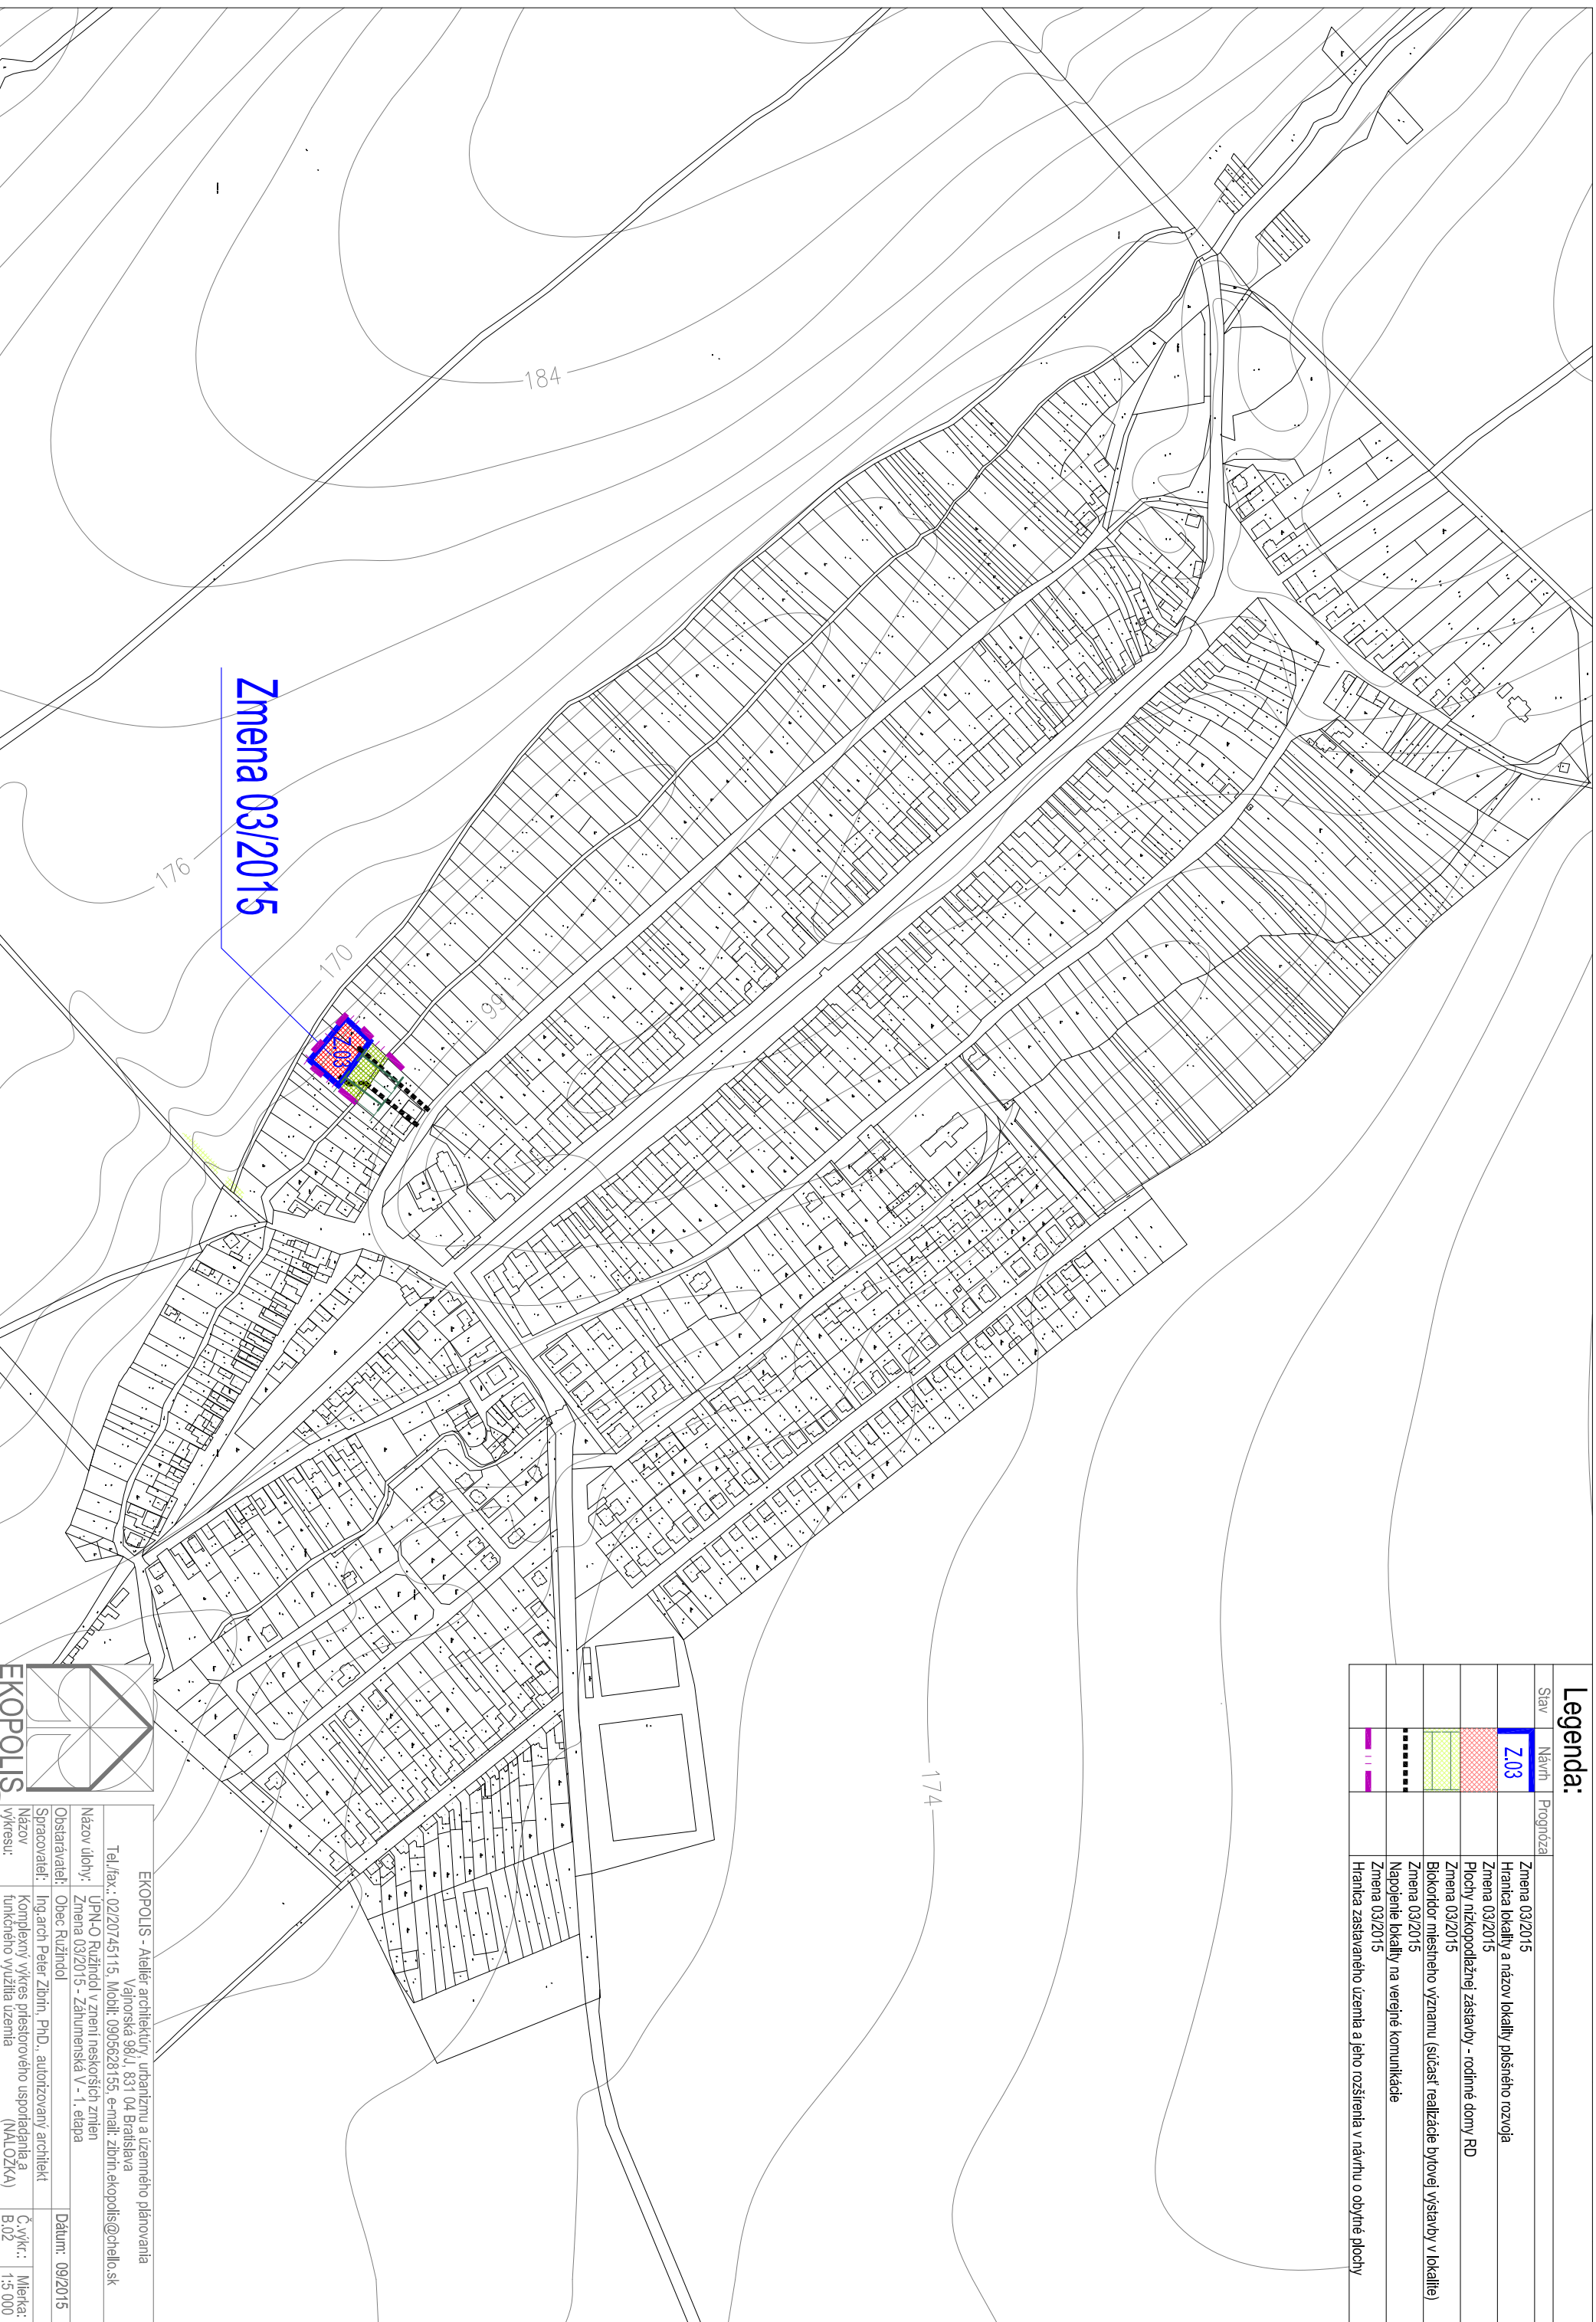 Legenda:
Stav
Návrh
Prognóza
Z.03
Zmena 03/2015
Hranica lokality a názov lokality plošného rozvoja
Zmena 03/2015
Plochy nízkopodlažnej zástavby - rodinné domy RD
Zmena 03/2015
Biokoridor miestneho významu (súčasť realizácie bytovej výstavby v lokalite)
Zmena 03/2015
Napojenie lokality na verejné komunikácie
Zmena 03/2015
Hranica zastavaného územia a jeho rozšírenia v návrhu o obytné plochy
184
Zmena 03/2015
176
170
166
Z.03
174
EKOPOLIS
EKOPOLIS - Ateliér architektúry, urbanizmu a územného plánovania
Vajnorská 98/J, 831 04 Bratislava
Tel./fax.: 02/20745115, Mobil: 0905628155, e-mail: zibrin.ekopolis@chello.sk
Názov úlohy: ÚPN-O Ružindol v znení neskorších zmien
Zmena 03/2015 - Záhumenská V - 1. etapa
Obstarávateľ: Obec Ružindol
Dátum: 09/2015
Spracovateľ: Ing.arch Peter Zibrin, PhD., autorizovaný architekt
Názov výkresu: Komplexný výkres priestorového usporiadania a
funkčného využitia územia (NÁLOŽKA)
Č.výkr.: B.02
Mierka: 1:5 000